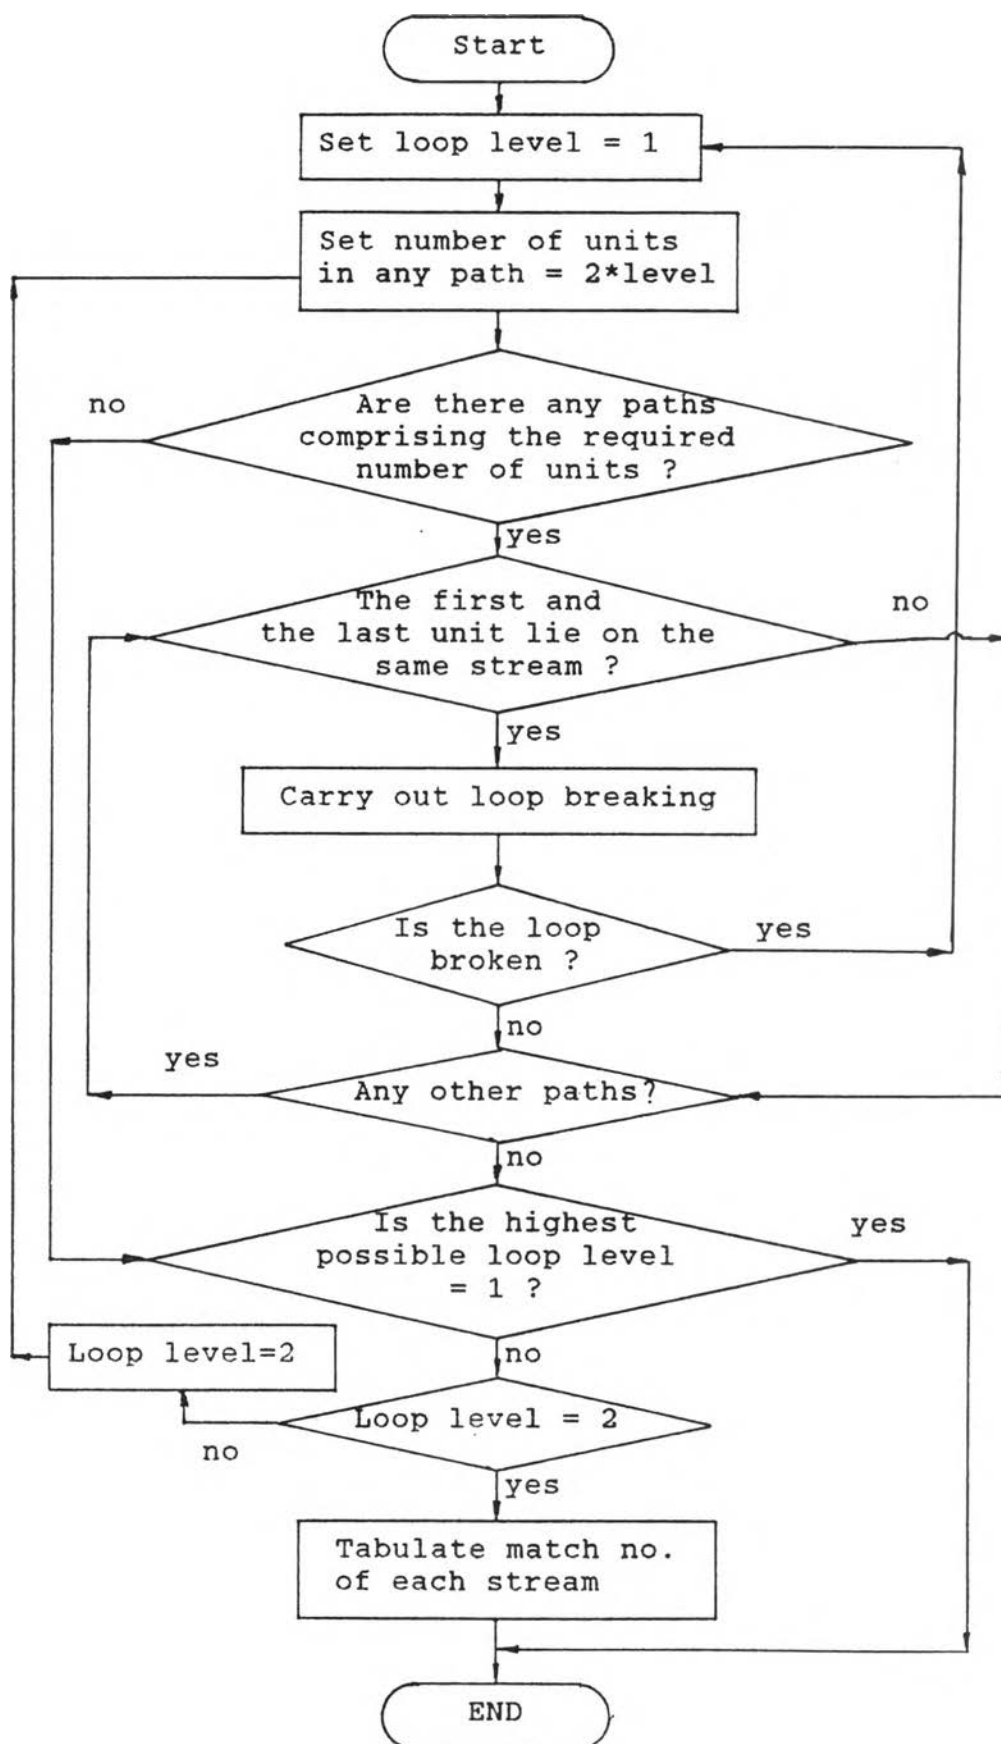 Start
Set loop level = 1
Set number of units
in any path = 2*level
no
Are there any paths
comprising the required
number of units ?
yes
The first and
the last unit lie on the
same stream ?
no
yes
Carry out loop breaking
Is the loop
broken ?
yes
no
yes
Any other paths?
no
Is the highest
possible loop level
= 1 ?
yes
no
Loop level=2
Loop level = 2
no
yes
Tabulate match no.
of each stream
END